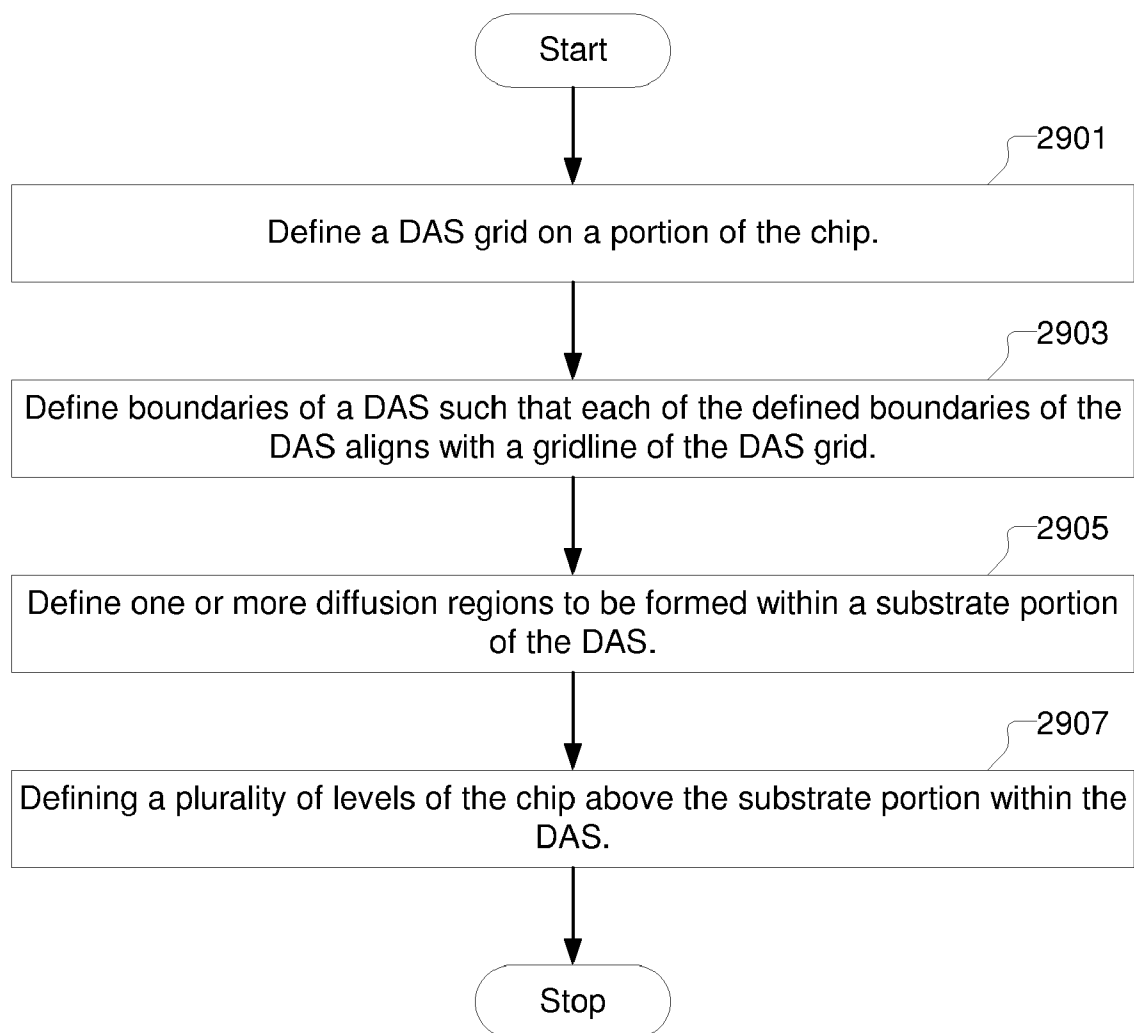 Start
2901
Define a DAS grid on a portion of the chip.
2903
Define boundaries of a DAS such that each of the defined boundaries of the
DAS aligns with a gridline of the DAS grid.
2905
Define one or more diffusion regions to be formed within a substrate portion
of the DAS.
2907
Defining a plurality of levels of the chip above the substrate portion within the
DAS.
Stop